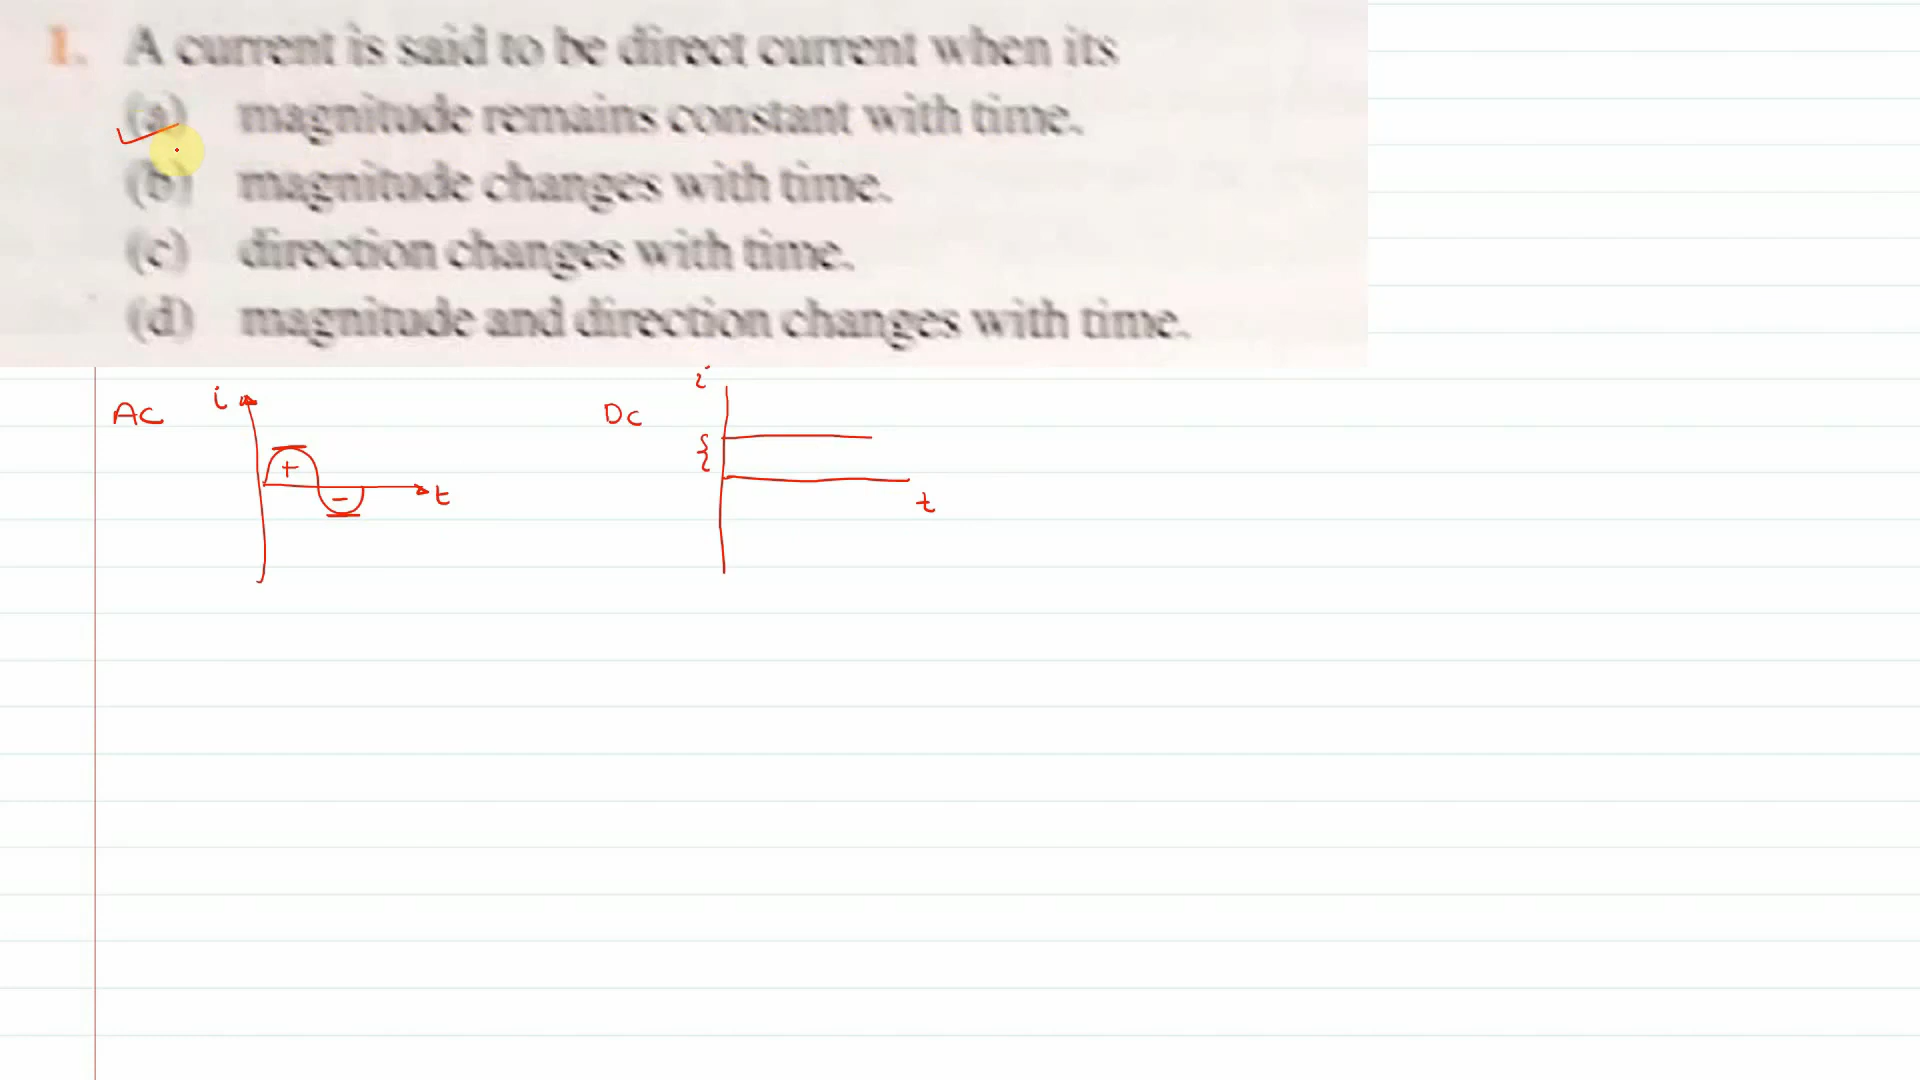 1. A current is said to be direct current when its
(a) magnitude remains constant with time.
(b) magnitude changes with time.
(c) direction changes with time.
(d) magnitude and direction changes with time.
AC i + - t
DC i t